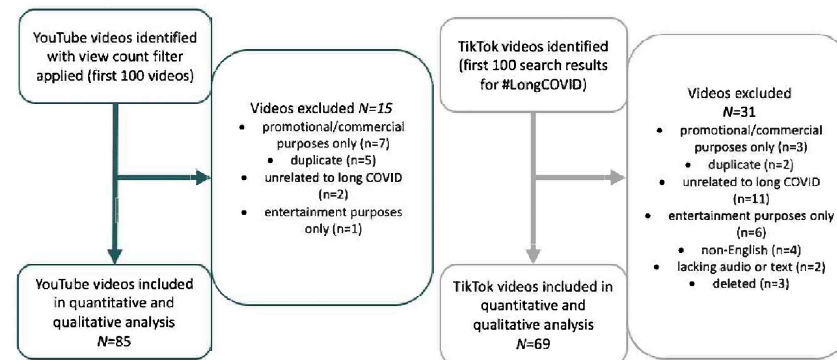 YouTube videos identified
with view count filter
applied (first 100 videos)
Videos excluded N=15
• promotional/commercial
purposes only (n=7)
• duplicate (n=5)
• unrelated to long COVID
(n=2)
• entertainment purposes
only (n=1)
YouTube videos included
in quantitative and
qualitative analysis
N=85
TikTok videos identified
(first 100 search results
for #LongCOVID)
Videos excluded
N=31
• promotional/commercial
purposes only (n=3)
• duplicate (n=2)
• unrelated to long COVID
(n=11)
• entertainment purposes only
(n=6)
• non-English (n=4)
• lacking audio or text (n=2)
• deleted (n=3)
TikTok videos included in
quantitative and
qualitative analysis
N=69